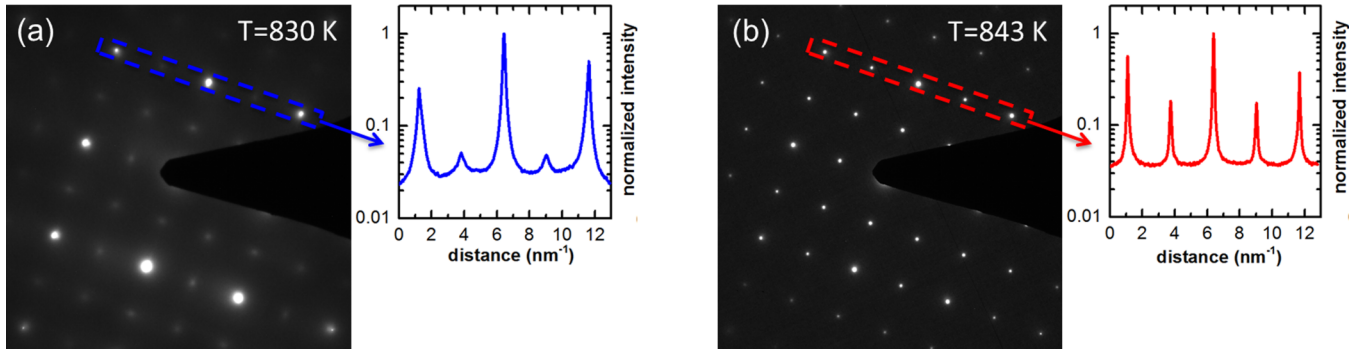 (a)
T=830 K
1
0.1
0.01
0 2 4 6 8 10 12
distance (nm⁻¹)
normalized intensity
(b)
T=843 K
1
0.1
0.01
0 2 4 6 8 10 12
distance (nm⁻¹)
normalized intensity